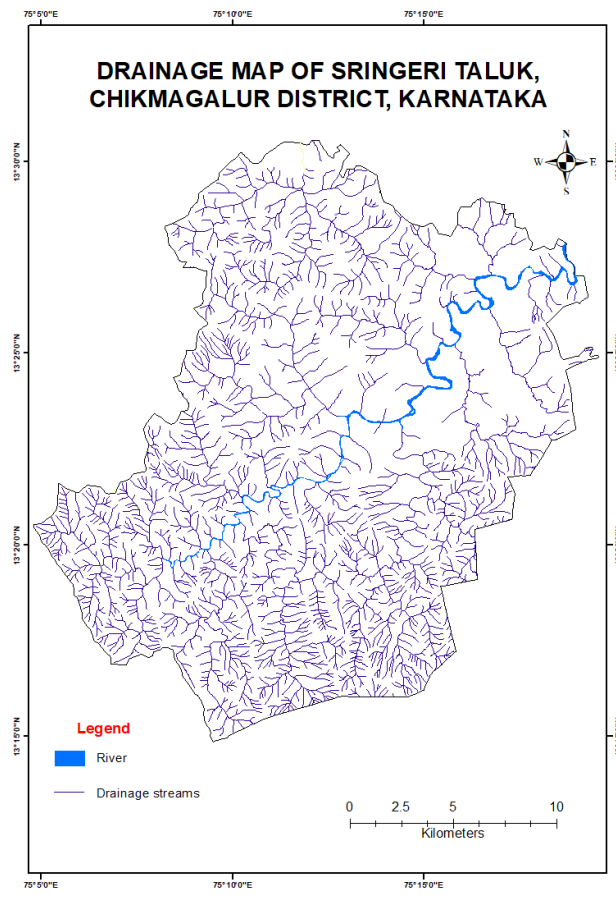 75°5'0"E 75°10'0"E 75°15'0"E
DRAINAGE MAP OF SRINGERI TALUK,
CHIKMAGALUR DISTRICT, KARNATAKA
N
W E
S
13°30'0"N
13°25'0"N
13°20'0"N
13°15'0"N
Legend
River
Drainage streams
0 2.5 5 10
Kilometers
75°5'0"E 75°10'0"E 75°15'0"E